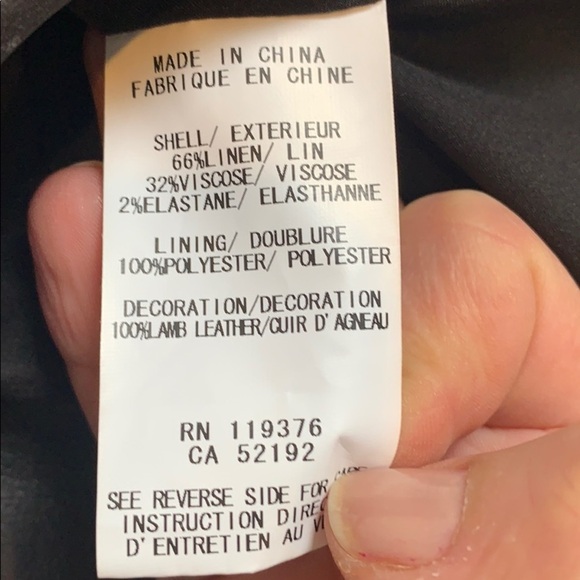 MADE IN CHINA
FABRIQUE EN CHINE
SHELL/ EXTERIEUR
66%LINEN/ LIN
32%VISCOSE/ VISCOSE
2%ELASTANE/ ELASTHANNE
LINING/ DOUBLURE
100%POLYESTER/ POLYESTER
DECORATION/DECORATION
100%LAMB LEATHER/CUIR D'AGNEAU
RN 119376
CA 52192
SEE REVERSE SIDE FOR
INSTRUCTION
D'ENTRETIEN AU